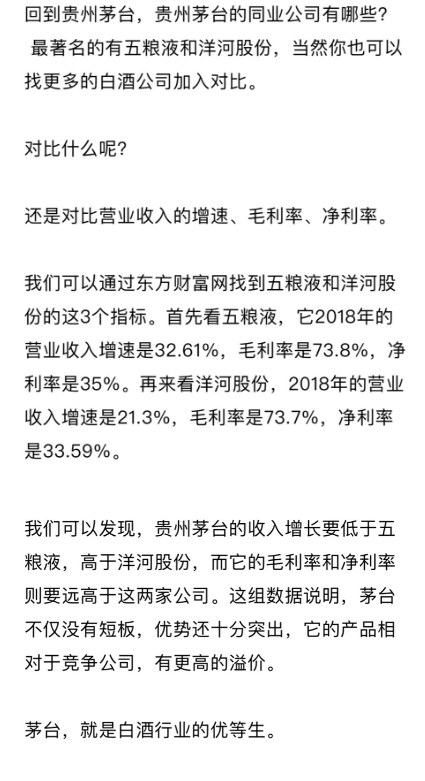 回到贵州茅台，贵州茅台的同业公司有哪些？
最著名的有五粮液和洋河股份，当然你也可以
找更多的白酒公司加入对比。
对比什么呢？
还是对比营业收入的增速、毛利率、净利率。
我们可以通过东方财富网找到五粮液和洋河股
份的这3个指标。首先看五粮液，它2018年的
营业收入增速是32.61%，毛利率是73.8%，净
利率是35%。再来看洋河股份，2018年的营业
收入增速是21.3%，毛利率是73.7%，净利率
是33.59%。
我们可以发现，贵州茅台的收入增长要低于五
粮液，高于洋河股份，而它的毛利率和净利率
则要远高于这两家公司。这组数据说明，茅台
不仅没有短板，优势还十分突出，它的产品相
对于竞争公司，有更高的溢价。
茅台，就是白酒行业的优等生。